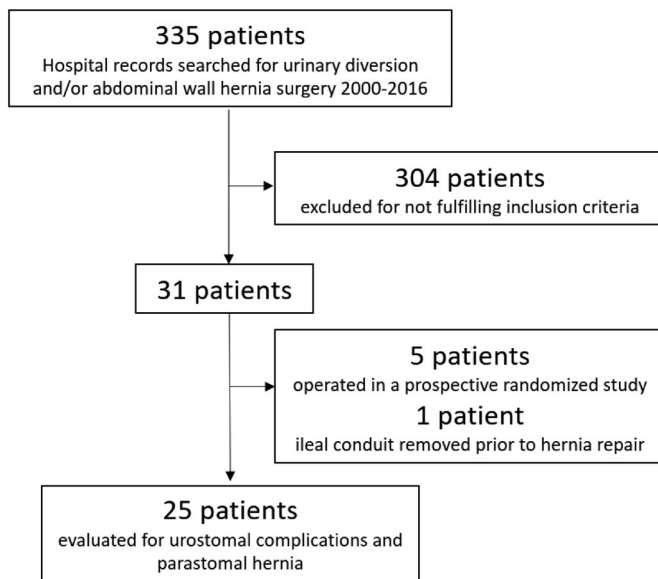 335 patients
Hospital records searched for urinary diversion
and/or abdominal wall hernia surgery 2000-2016
304 patients
excluded for not fulfilling inclusion criteria
31 patients
5 patients
operated in a prospective randomized study
1 patient
ileal conduit removed prior to hernia repair
25 patients
evaluated for urostomal complications and
parastomal hernia